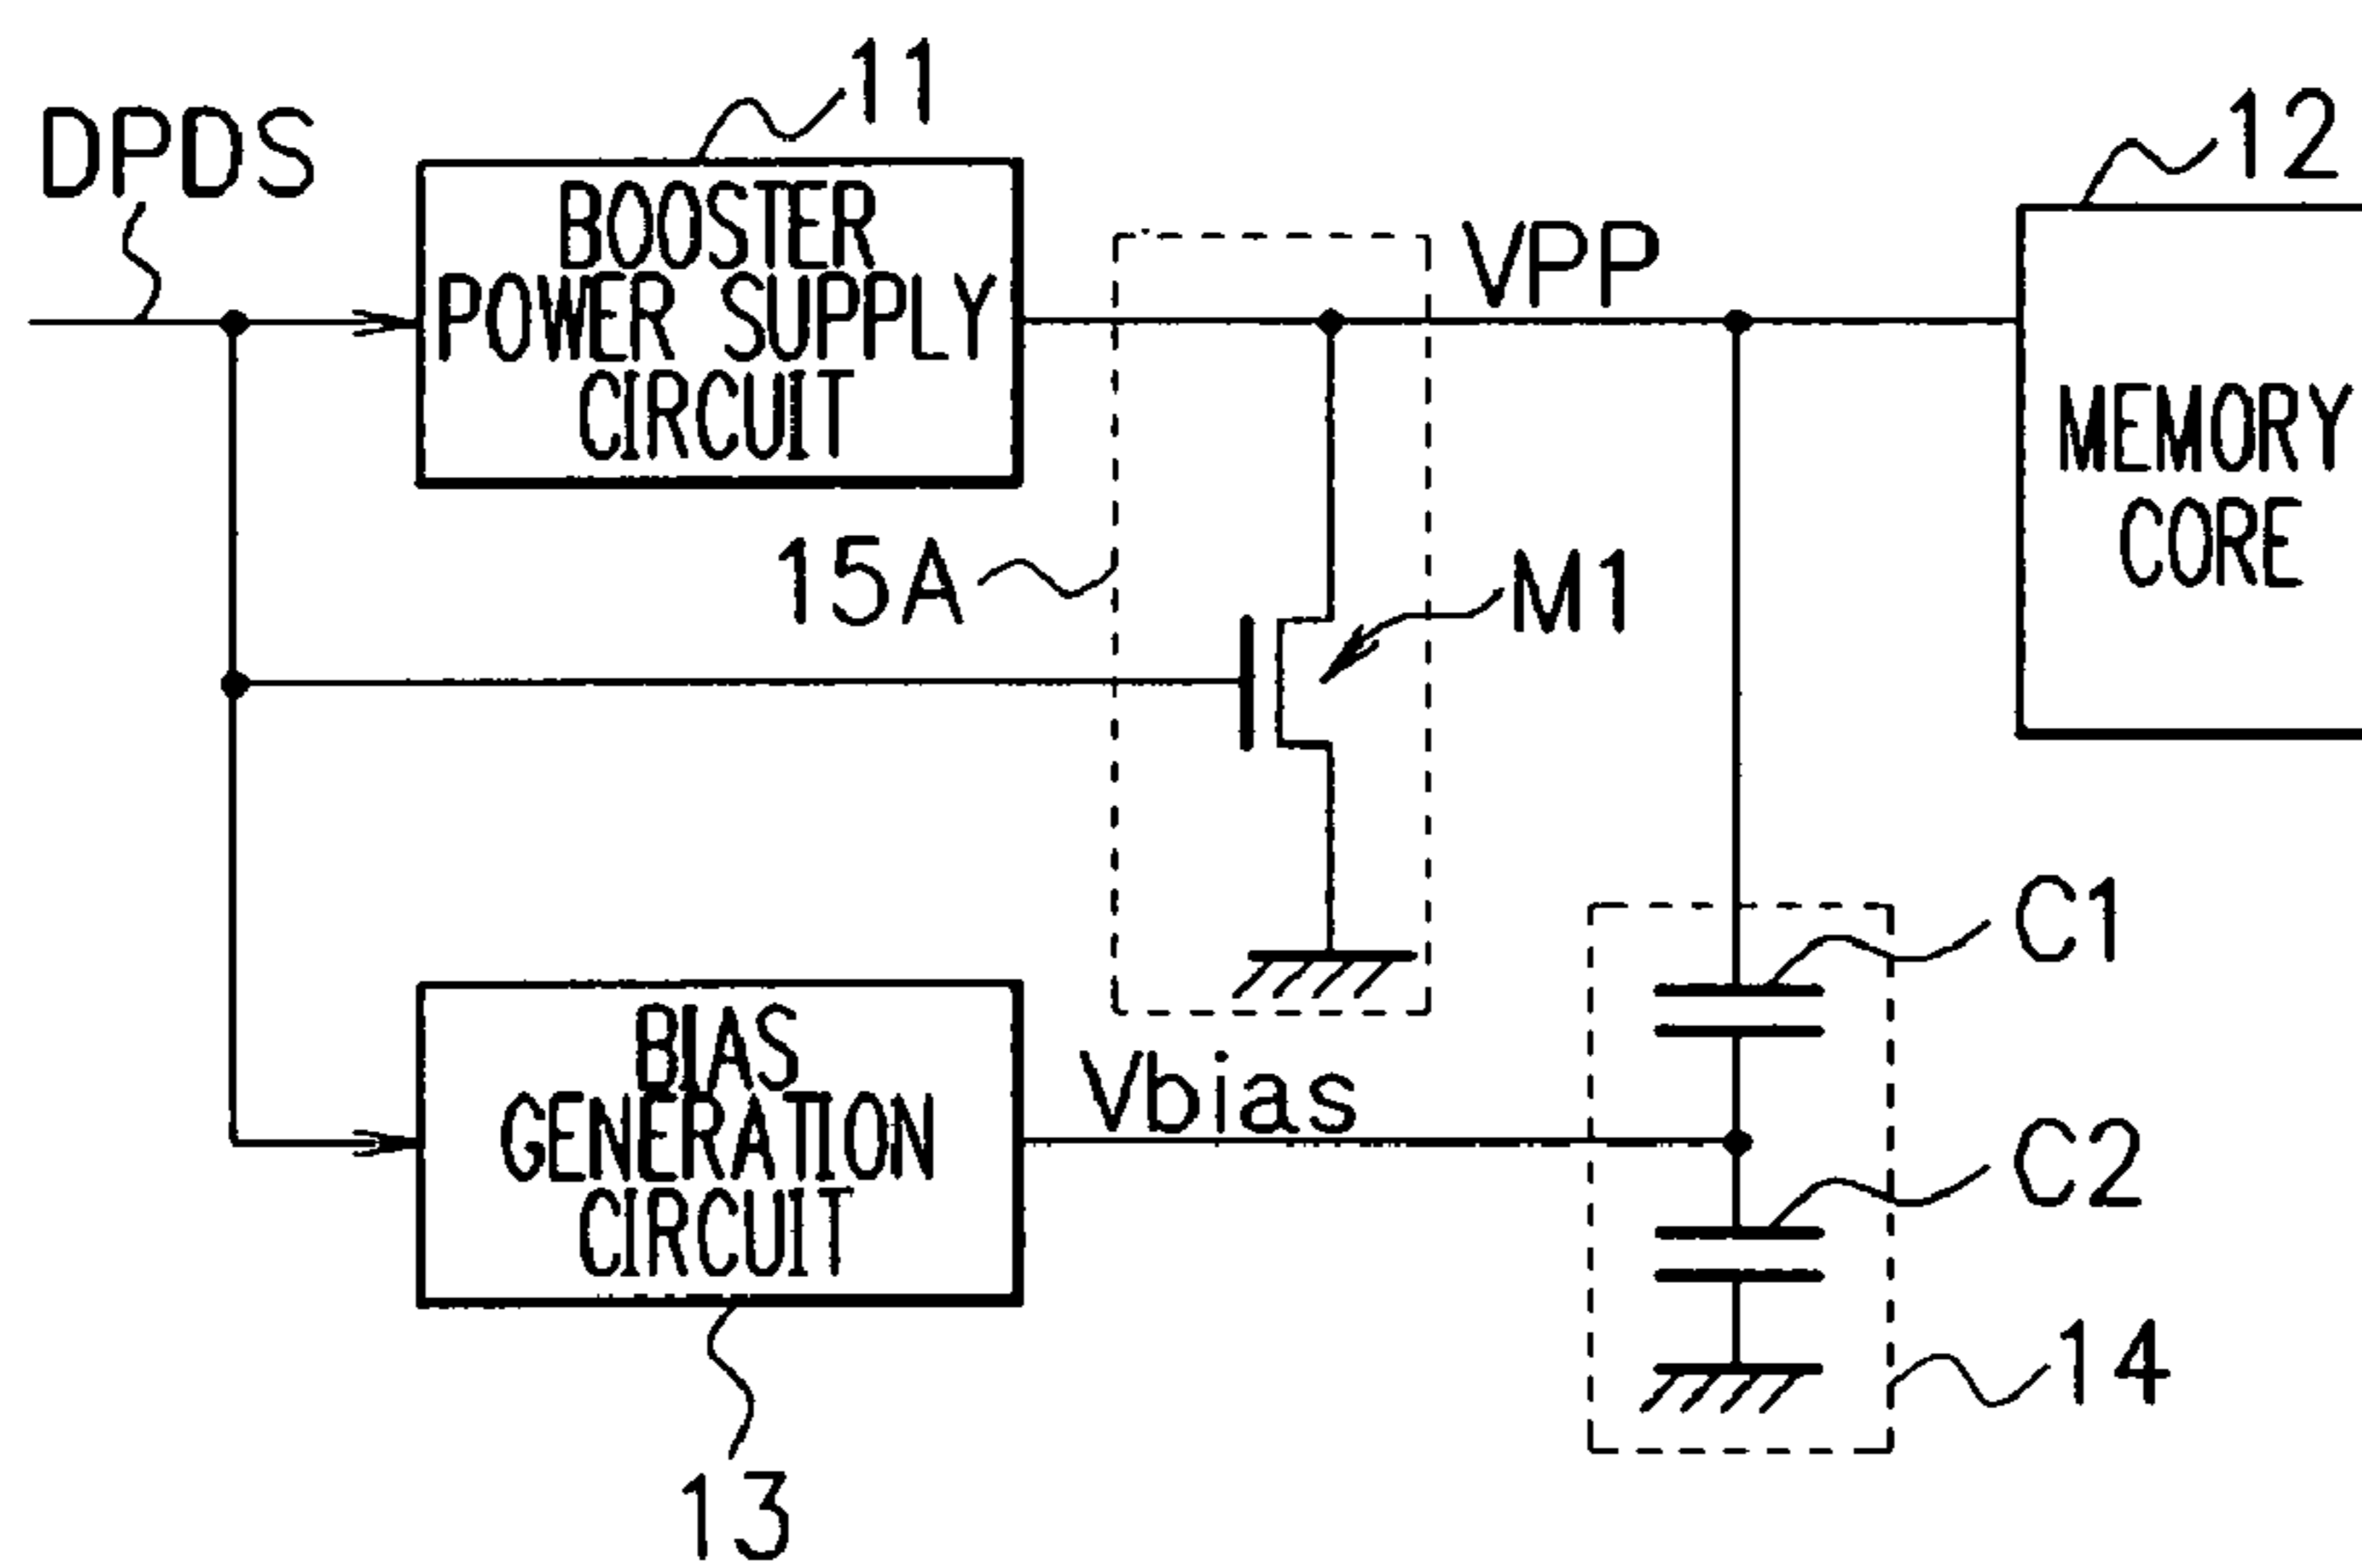 11
DPDS
12
BOOSTER
POWER SUPPLY
CIRCUIT
VPP
MEMORY
CORE
15A
M1
C1
BIAS
GENERATION
CIRCUIT
Vbias
C2
14
13